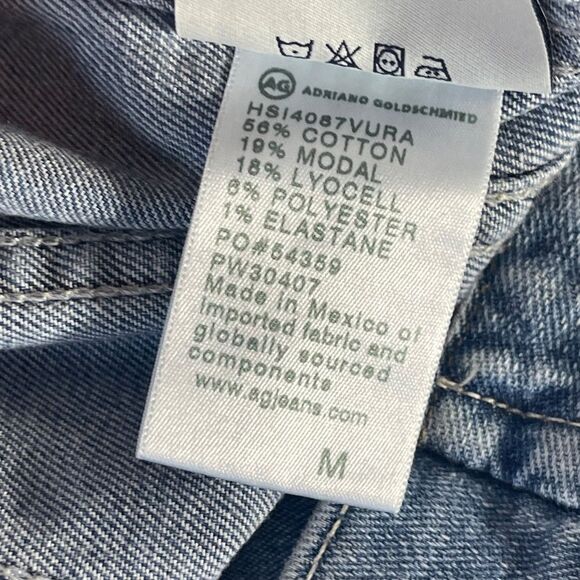 AG ADRIANO GOLDSCHMIED
HSI4087VURA
56% COTTON
19% MODAL
18% LYOCELL
6% POLYESTER
1% ELASTANE
PO#54359
PW30407
Made in Mexico of
imported fabric and
globally sourced
components
www.agjeans.com
M